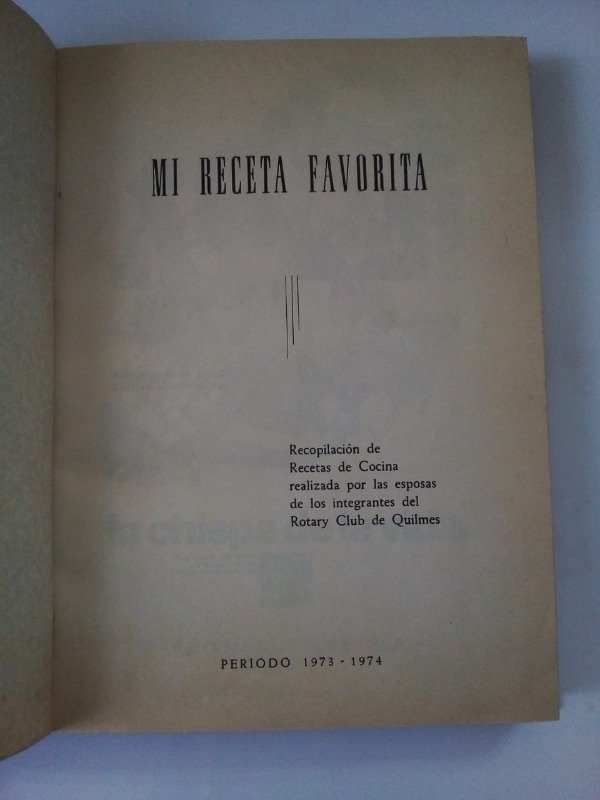 MI RECETA FAVORITA
Recopilación de
Recetas de Cocina
realizada por las esposas
de los integrantes del
Rotary Club de Quilmes
PERIODO 1973 - 1974